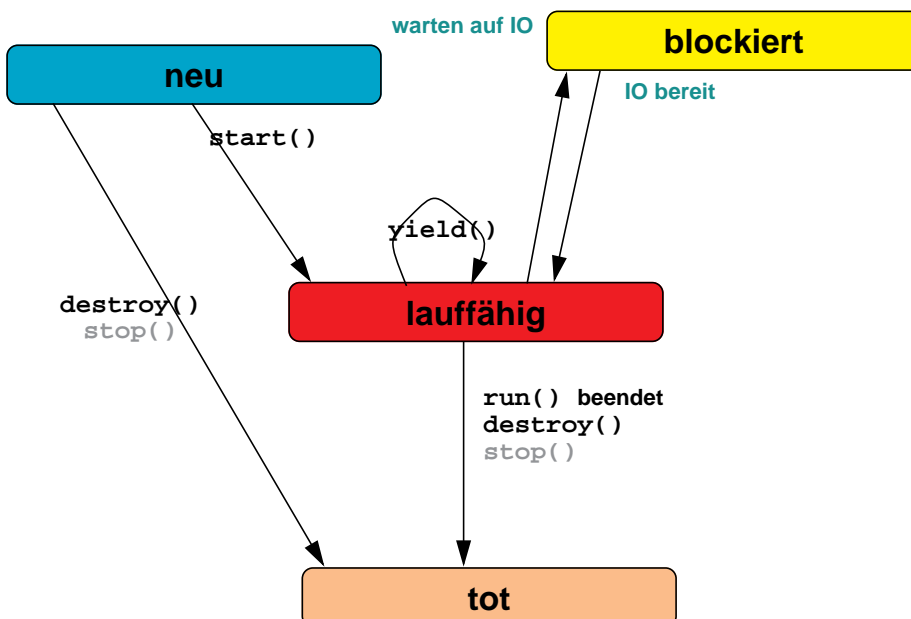 warten auf IO
blockiert
neu
IO bereit
start()
yield()
destroy()
stop()
lauffähig
run() beendet
destroy()
stop()
tot